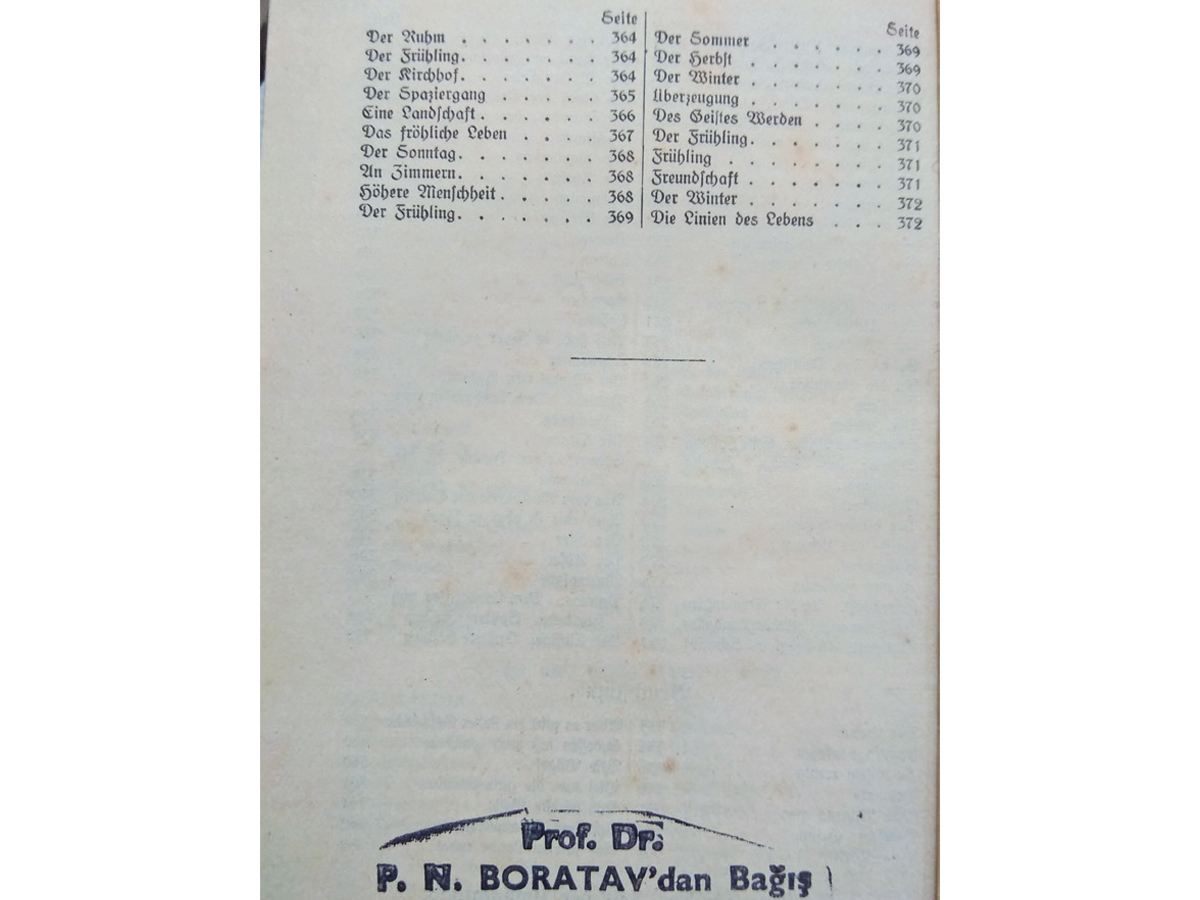 Seite
Der Ruhm . . . . . . . 364
Der Frühling. . . . . . . 364
Der Kirchhof. . . . . . . 364
Der Spaziergang . . . . . 365
Eine Landschaft. . . . . . 366
Das fröhliche Leben . . . . 367
Der Sonntag. . . . . . . 368
An Zimmern. . . . . . . 368
Höhere Menschheit . . . . . 368
Der Frühling. . . . . . . 369
Seite
Der Sommer . . . . . . 369
Der Herbst . . . . . . . 369
Der Winter . . . . . . . 370
Überzeugung . . . . . . 370
Des Geistes Werden . . . . 370
Der Frühling. . . . . . . 371
Frühling . . . . . . . . 371
Freundschaft . . . . . . . 371
Der Winter . . . . . . . 372
Die Linien des Lebens . . . 372
Prof. Dr.
P. N. BORATAV'dan Bağış